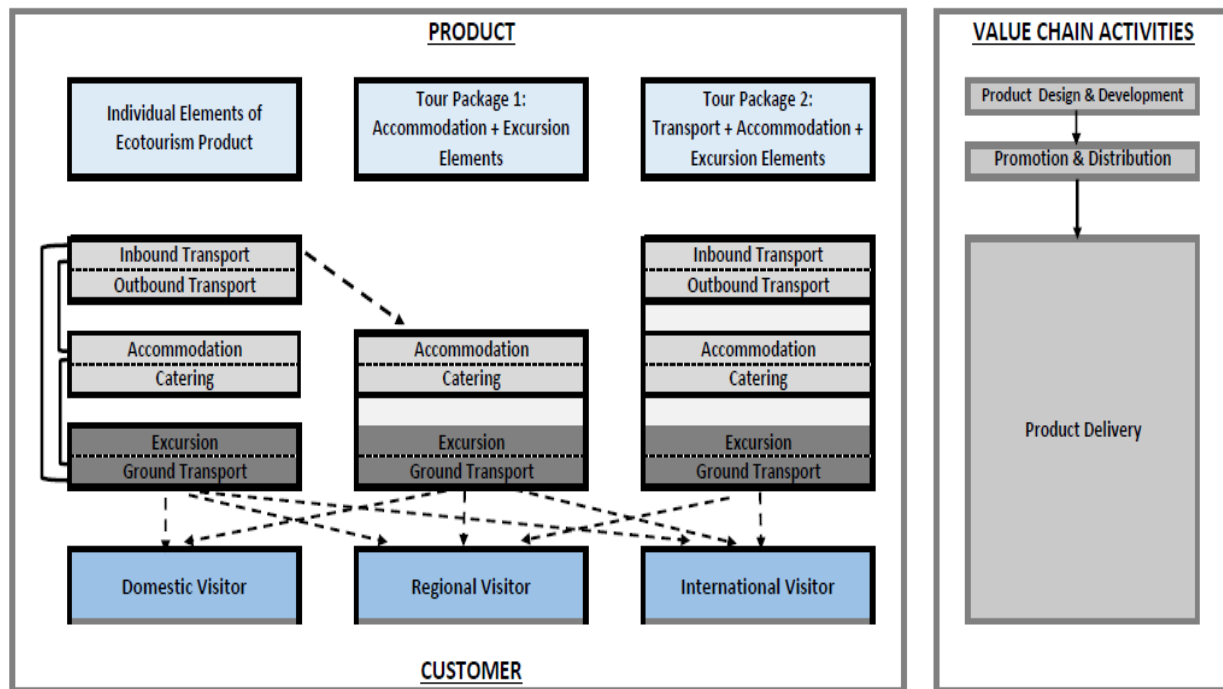 PRODUCT
Individual Elements of
Ecotourism Product
Tour Package 1:
Accommodation + Excursion
Elements
Tour Package 2:
Transport + Accommodation +
Excursion Elements
Inbound Transport
Outbound Transport
Accommodation
Catering
Excursion
Ground Transport
Accommodation
Catering
Excursion
Ground Transport
Inbound Transport
Outbound Transport
Accommodation
Catering
Excursion
Ground Transport
Domestic Visitor
Regional Visitor
International Visitor
CUSTOMER
VALUE CHAIN ACTIVITIES
Product Design & Development
Promotion & Distribution
Product Delivery